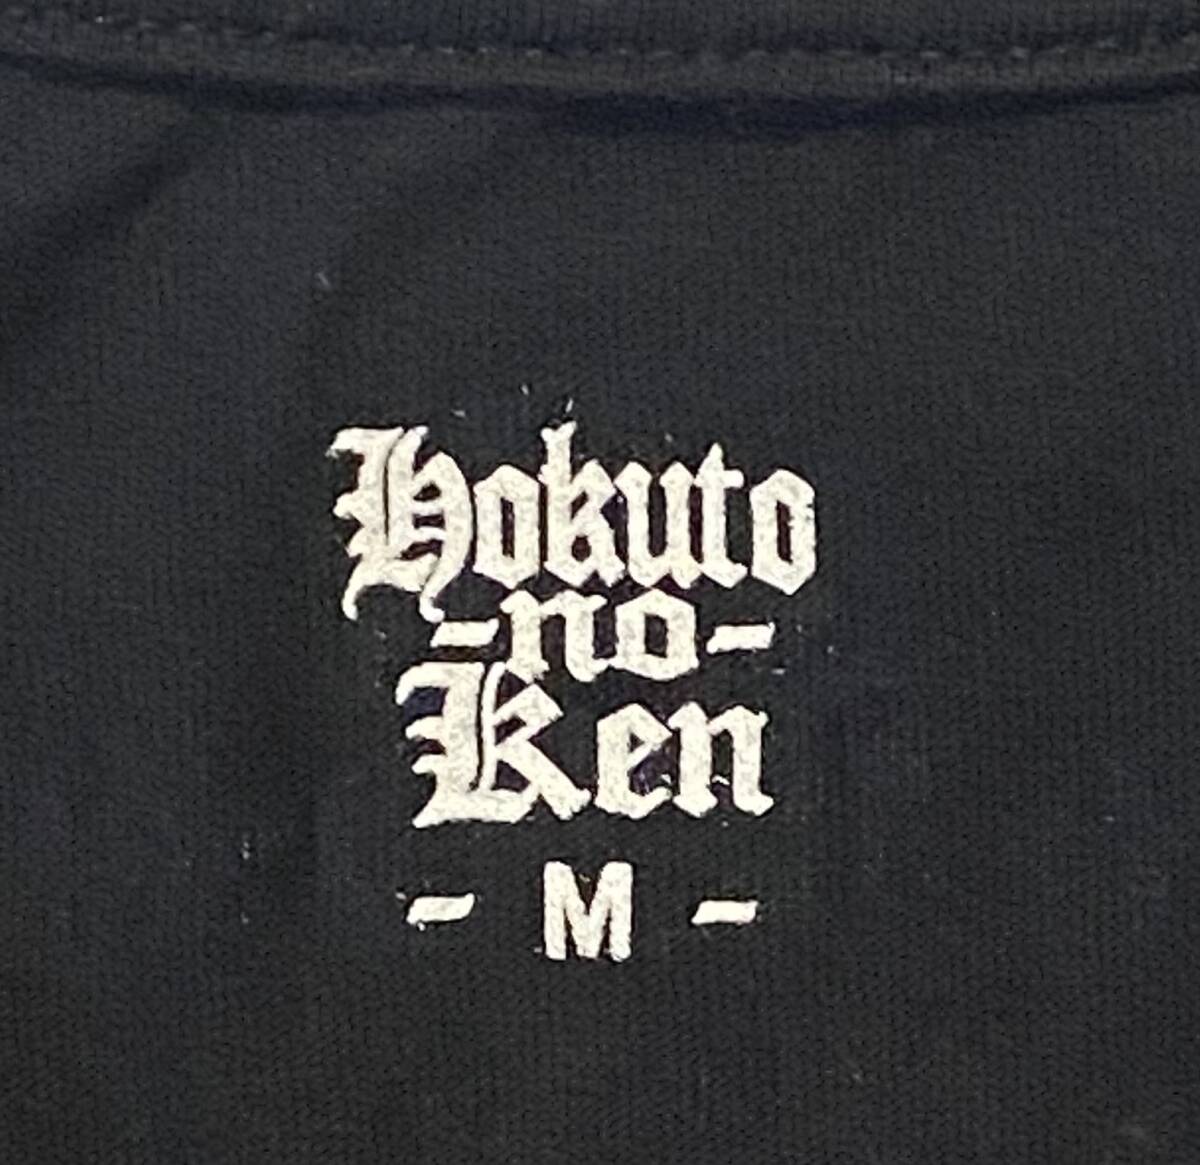 Hokuto
-no-
Ken
- M -